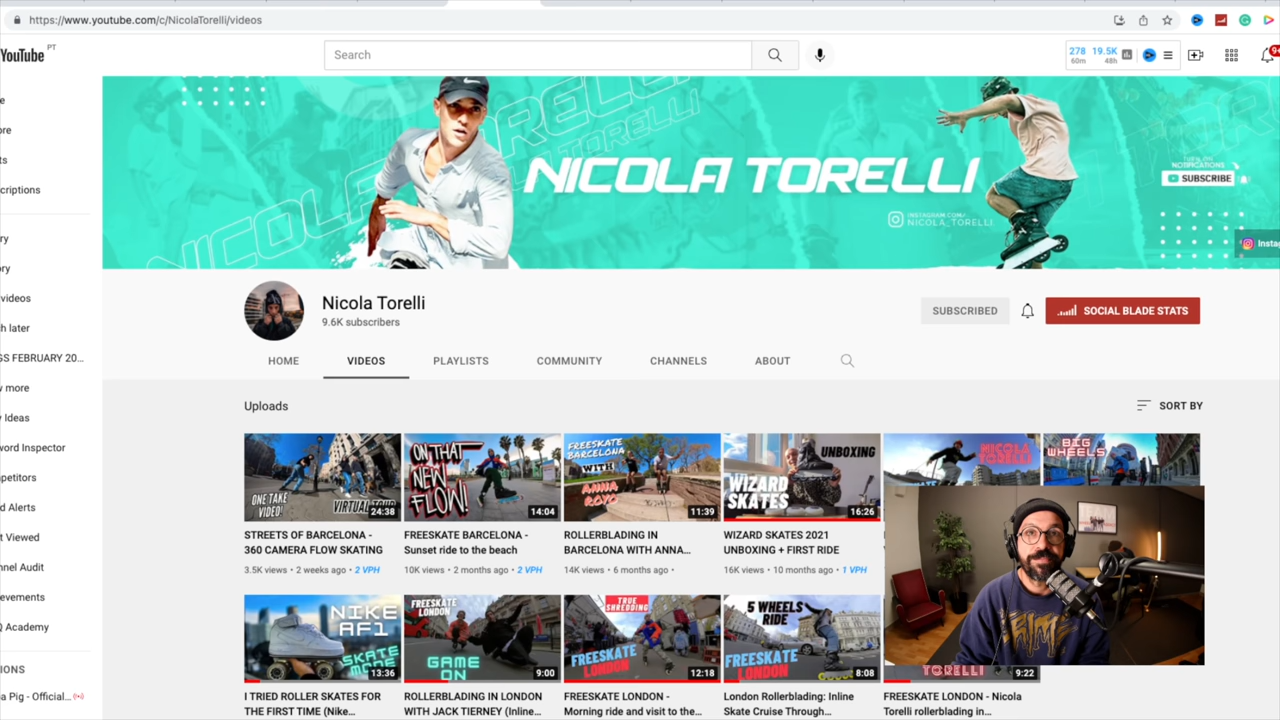 https://www.youtube.com/c/NicolaTorelli/videos
YouTube PT
Search
278 19.5K
60m 48h
9+
NICOLA TORELLI
NOTIFICATIONS
SUBSCRIBE
INSTAGRAM.COM/
NICOLA_TORELLI
Insta
Nicola Torelli
9.6K subscribers
SUBSCRIBED
SOCIAL BLADE STATS
HOME
VIDEOS
PLAYLISTS
COMMUNITY
CHANNELS
ABOUT
Uploads
SORT BY
e
ore
ts
criptions
ry
ory
videos
ch later
GS FEBRUARY 20...
w more
y Ideas
word Inspector
petitors
d Alerts
t Viewed
nnel Audit
evements
Q Academy
IONS
a Pig - Official...
ONE TAKE VIDEO!
VIRTUAL TOUR
24:38
ON THAT NEW FLOW!
14:04
FREESKATE BARCELONA
WITH
ANNA ROYO
11:39
UNBOXING
WIZARD SKATES
16:26
NICOLA TORELLI
BIG WHEELS
STREETS OF BARCELONA -
360 CAMERA FLOW SKATING
3.5K views • 2 weeks ago • 2 VPH
FREESKATE BARCELONA -
Sunset ride to the beach
10K views • 2 months ago • 2 VPH
ROLLERBLADING IN
BARCELONA WITH ANNA...
14K views • 6 months ago •
WIZARD SKATES 2021
UNBOXING + FIRST RIDE
16K views • 10 months ago • 1 VPH
NIKE AF1
SKATE MODE
13:36
FREESKATE LONDON
GAME ON
9:00
TRUE SHREDDING
FREESKATE LONDON
12:18
5 WHEELS RIDE
FREESKATE LONDON
8:08
TORELLI
9:22
I TRIED ROLLER SKATES FOR
THE FIRST TIME (Nike...
ROLLERBLADING IN LONDON
WITH JACK TIERNEY (Inline...
FREESKATE LONDON -
Morning ride and visit to the...
London Rollerblading: Inline
Skate Cruise Through...
FREESKATE LONDON - Nicola
Torelli rollerblading in...